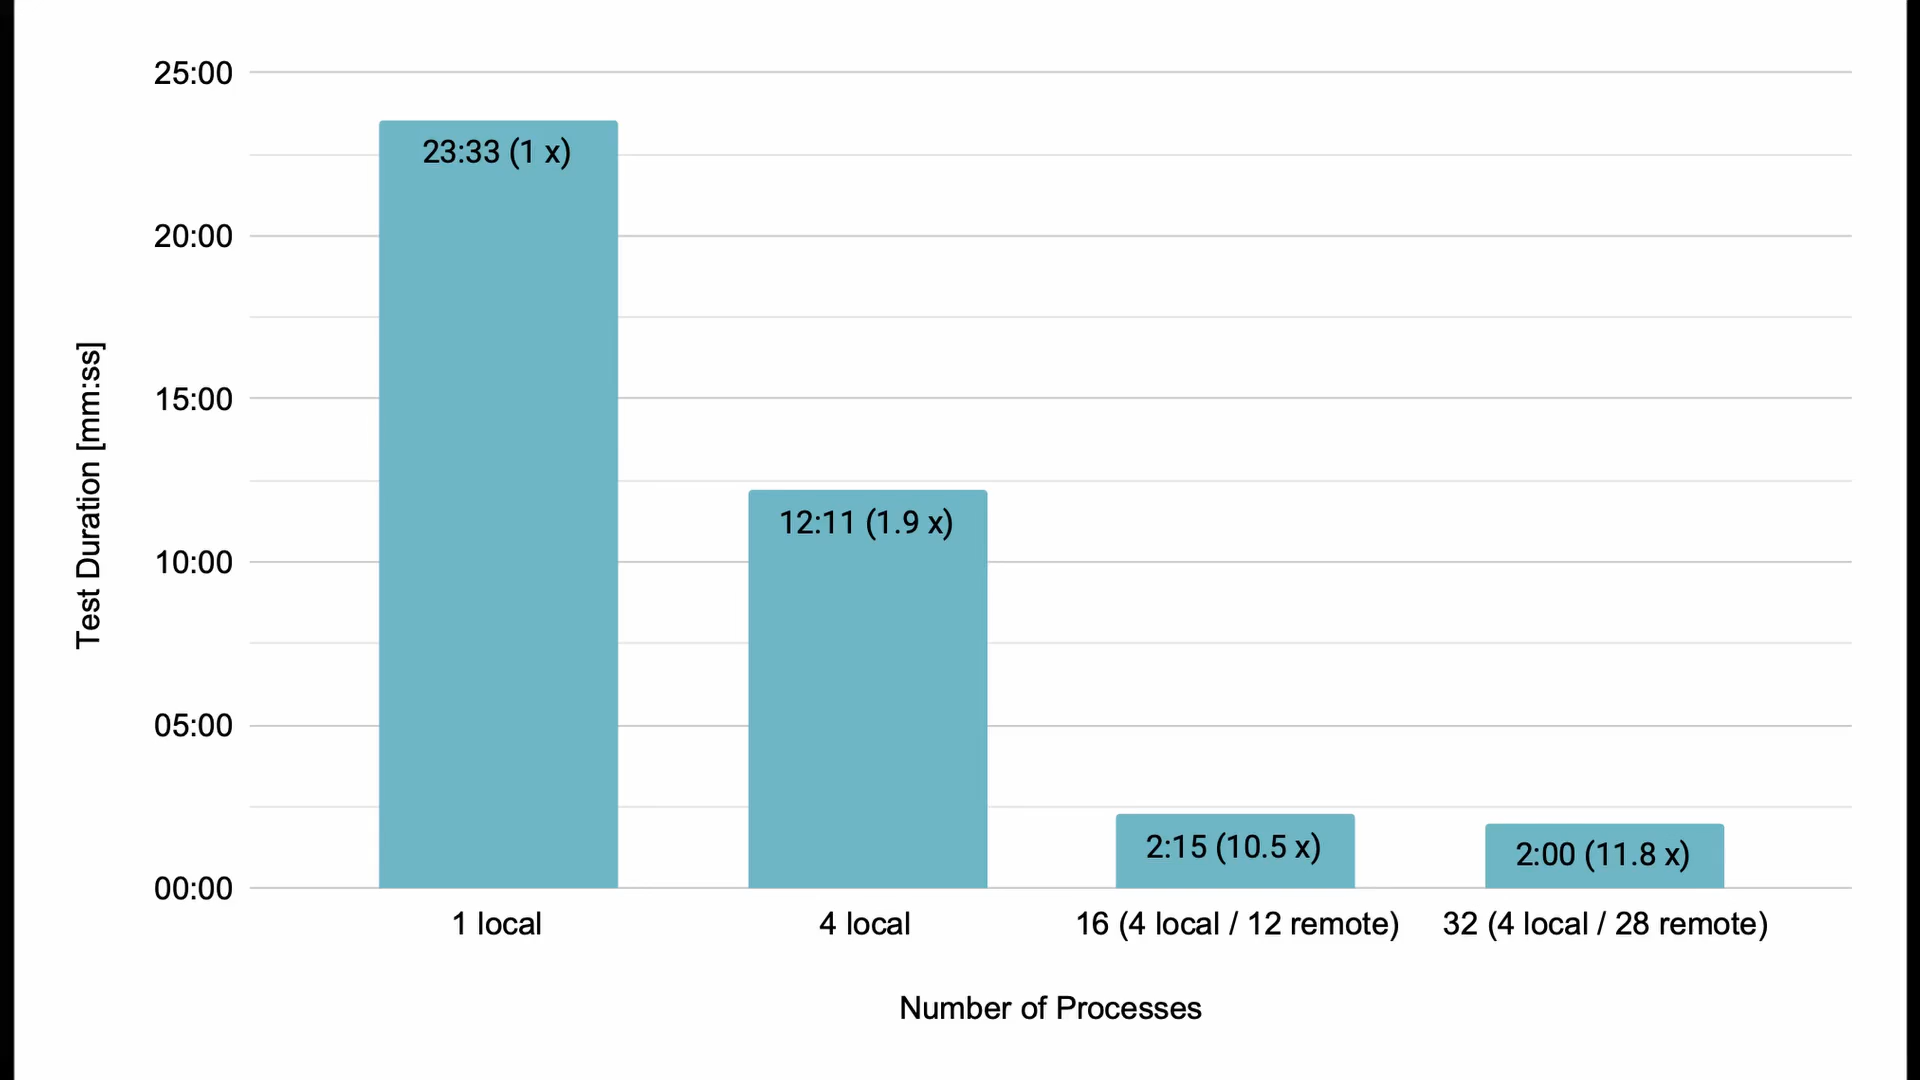 25:00
20:00
15:00
10:00
05:00
00:00
Test Duration [mm:ss]
23:33 (1 x)
12:11 (1.9 x)
2:15 (10.5 x)
2:00 (11.8 x)
1 local
4 local
16 (4 local / 12 remote)
32 (4 local / 28 remote)
Number of Processes